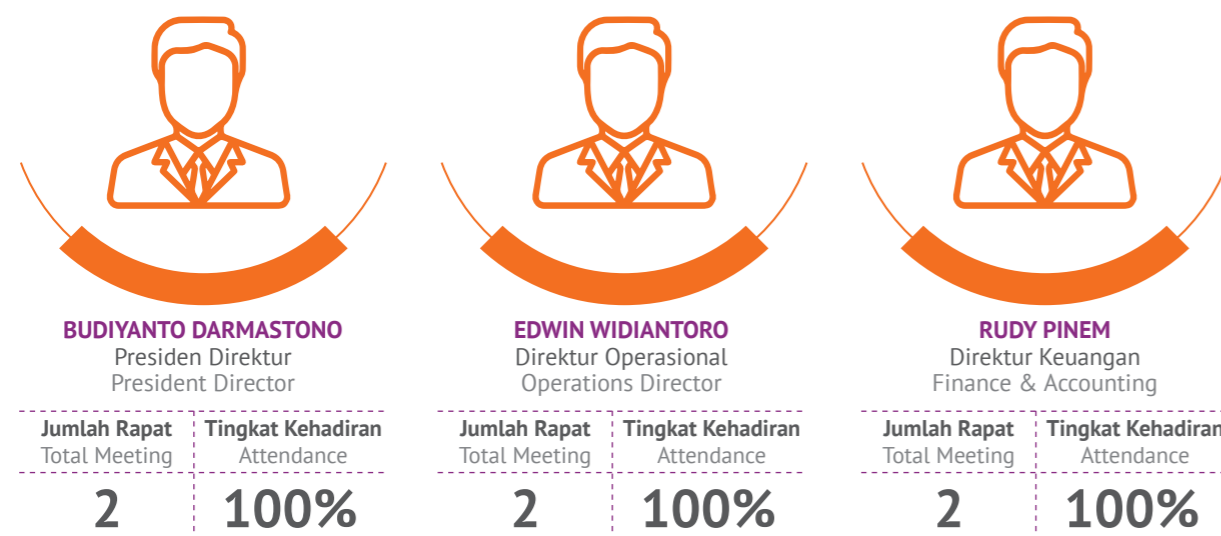 BUDIYANTO DARMASTONO
Presiden Direktur
President Director
Jumlah Rapat
Total Meeting
Tingkat Kehadiran
Attendance
2
100%
EDWIN WIDIANTORO
Direktur Operasional
Operations Director
Jumlah Rapat
Total Meeting
Tingkat Kehadiran
Attendance
2
100%
RUDY PINEM
Direktur Keuangan
Finance & Accounting
Jumlah Rapat
Total Meeting
Tingkat Kehadiran
Attendance
2
100%